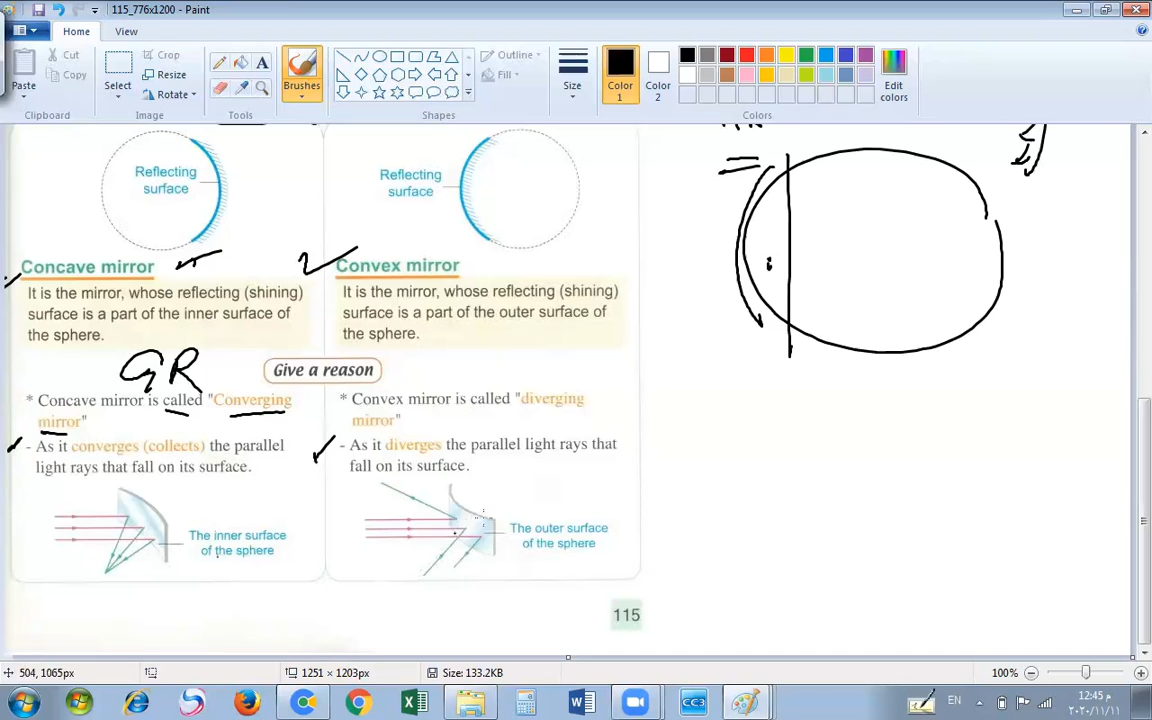 115_776x1200 - Paint
Home
View
Paste
Cut
Copy
Clipboard
Select
Crop
Resize
Rotate
Image
A
Tools
Brushes
Outline
Fill
Shapes
Size
Color 1
Color 2
Edit colors
Colors
Reflecting
surface
Reflecting
surface
Concave mirror
It is the mirror, whose reflecting (shining)
surface is a part of the inner surface of
the sphere.
Convex mirror
It is the mirror, whose reflecting (shining)
surface is a part of the outer surface of
the sphere.
GR
Give a reason
* Concave mirror is called "Converging
mirror"
- As it converges (collects) the parallel
light rays that fall on its surface.
* Convex mirror is called "diverging
mirror"
- As it diverges the parallel light rays that
fall on its surface.
The inner surface
of the sphere
The outer surface
of the sphere
115
504, 1065px
1251 × 1203px
Size: 133.2KB
100%
CC3
EN
12:45 م
٢٠٢٠/١١/١١